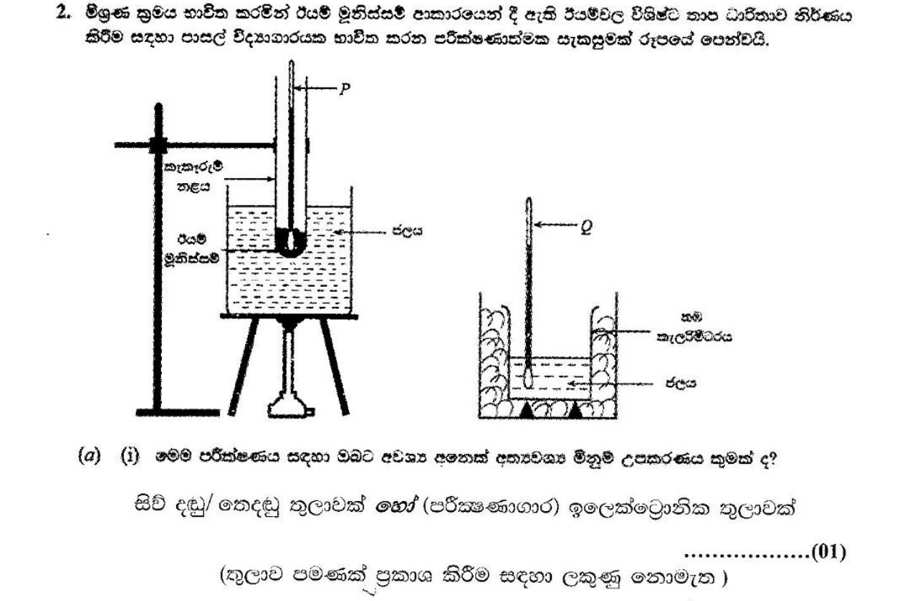 2. මිශ්‍රණ ක්‍රමය භාවිත කරමින් ඊයම් මූනිස්සම් ආකාරයෙන් දී ඇති ඊයම්වල විශිෂ්ට තාප ධාරිතාව නිර්ණය
කිරීම සඳහා පාසල් විද්‍යාගාරයක භාවිත කරන පරීක්ෂණාත්මක සැකසුමක් රූපයේ පෙන්වයි.
P
කැකෑරුම්
නළය
ජලය
ඊයම්
මූනිස්සම්
Q
තඹ
කැලරිමීටරය
ජලය
(a) (i) මෙම පරීක්ෂණය සඳහා ඔබට අවශ්‍ය අනෙක් අත්‍යවශ්‍ය මිනුම් උපකරණය කුමක් ද?
සිව් දඬු/ තෙදඬු තුලාවක් හෝ (පරීක්ෂණාගාර) ඉලෙක්ට්‍රොනික තුලාවක්
...................(01)
(තුලාව පමණක් ප්‍රකාශ කිරීම සඳහා ලකුණු නොමැත )